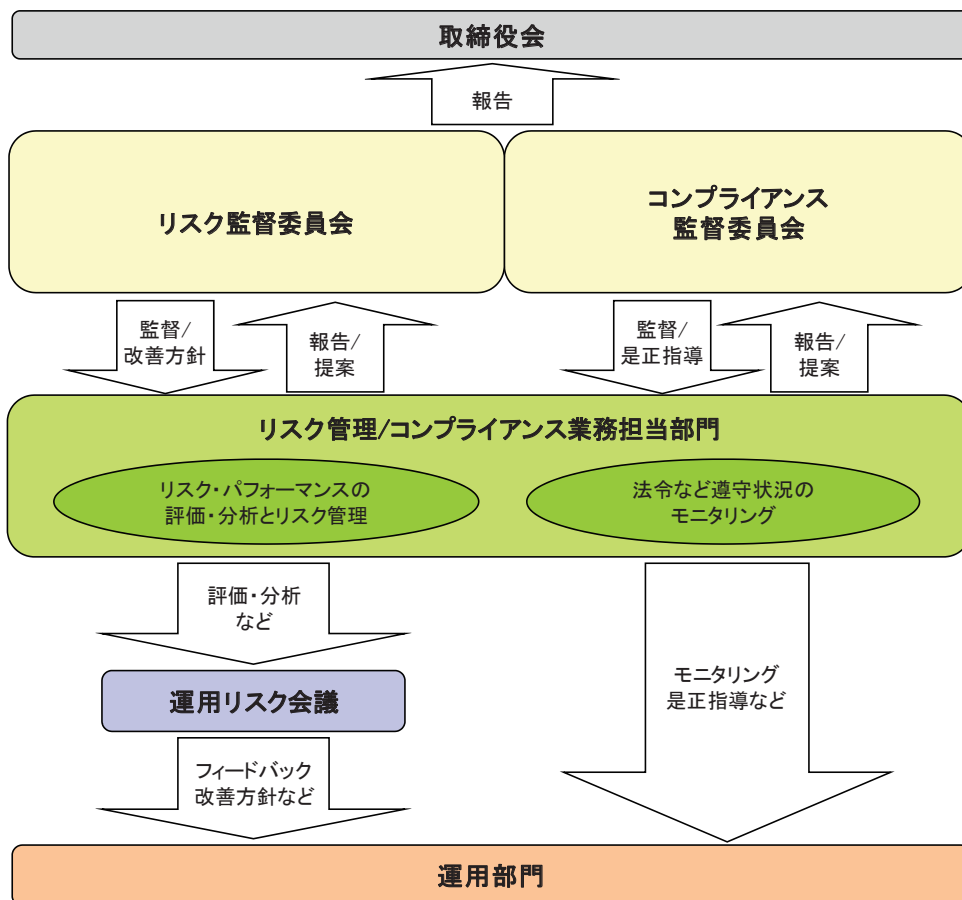 取締役会
報告
リスク監督委員会
コンプライアンス
監督委員会
監督/
改善方針
報告/
提案
監督/
是正指導
報告/
提案
リスク管理/コンプライアンス業務担当部門
リスク・パフォーマンスの
評価・分析とリスク管理
法令など遵守状況の
モニタリング
評価・分析
など
運用リスク会議
モニタリング
是正指導など
フィードバック
改善方針など
運用部門